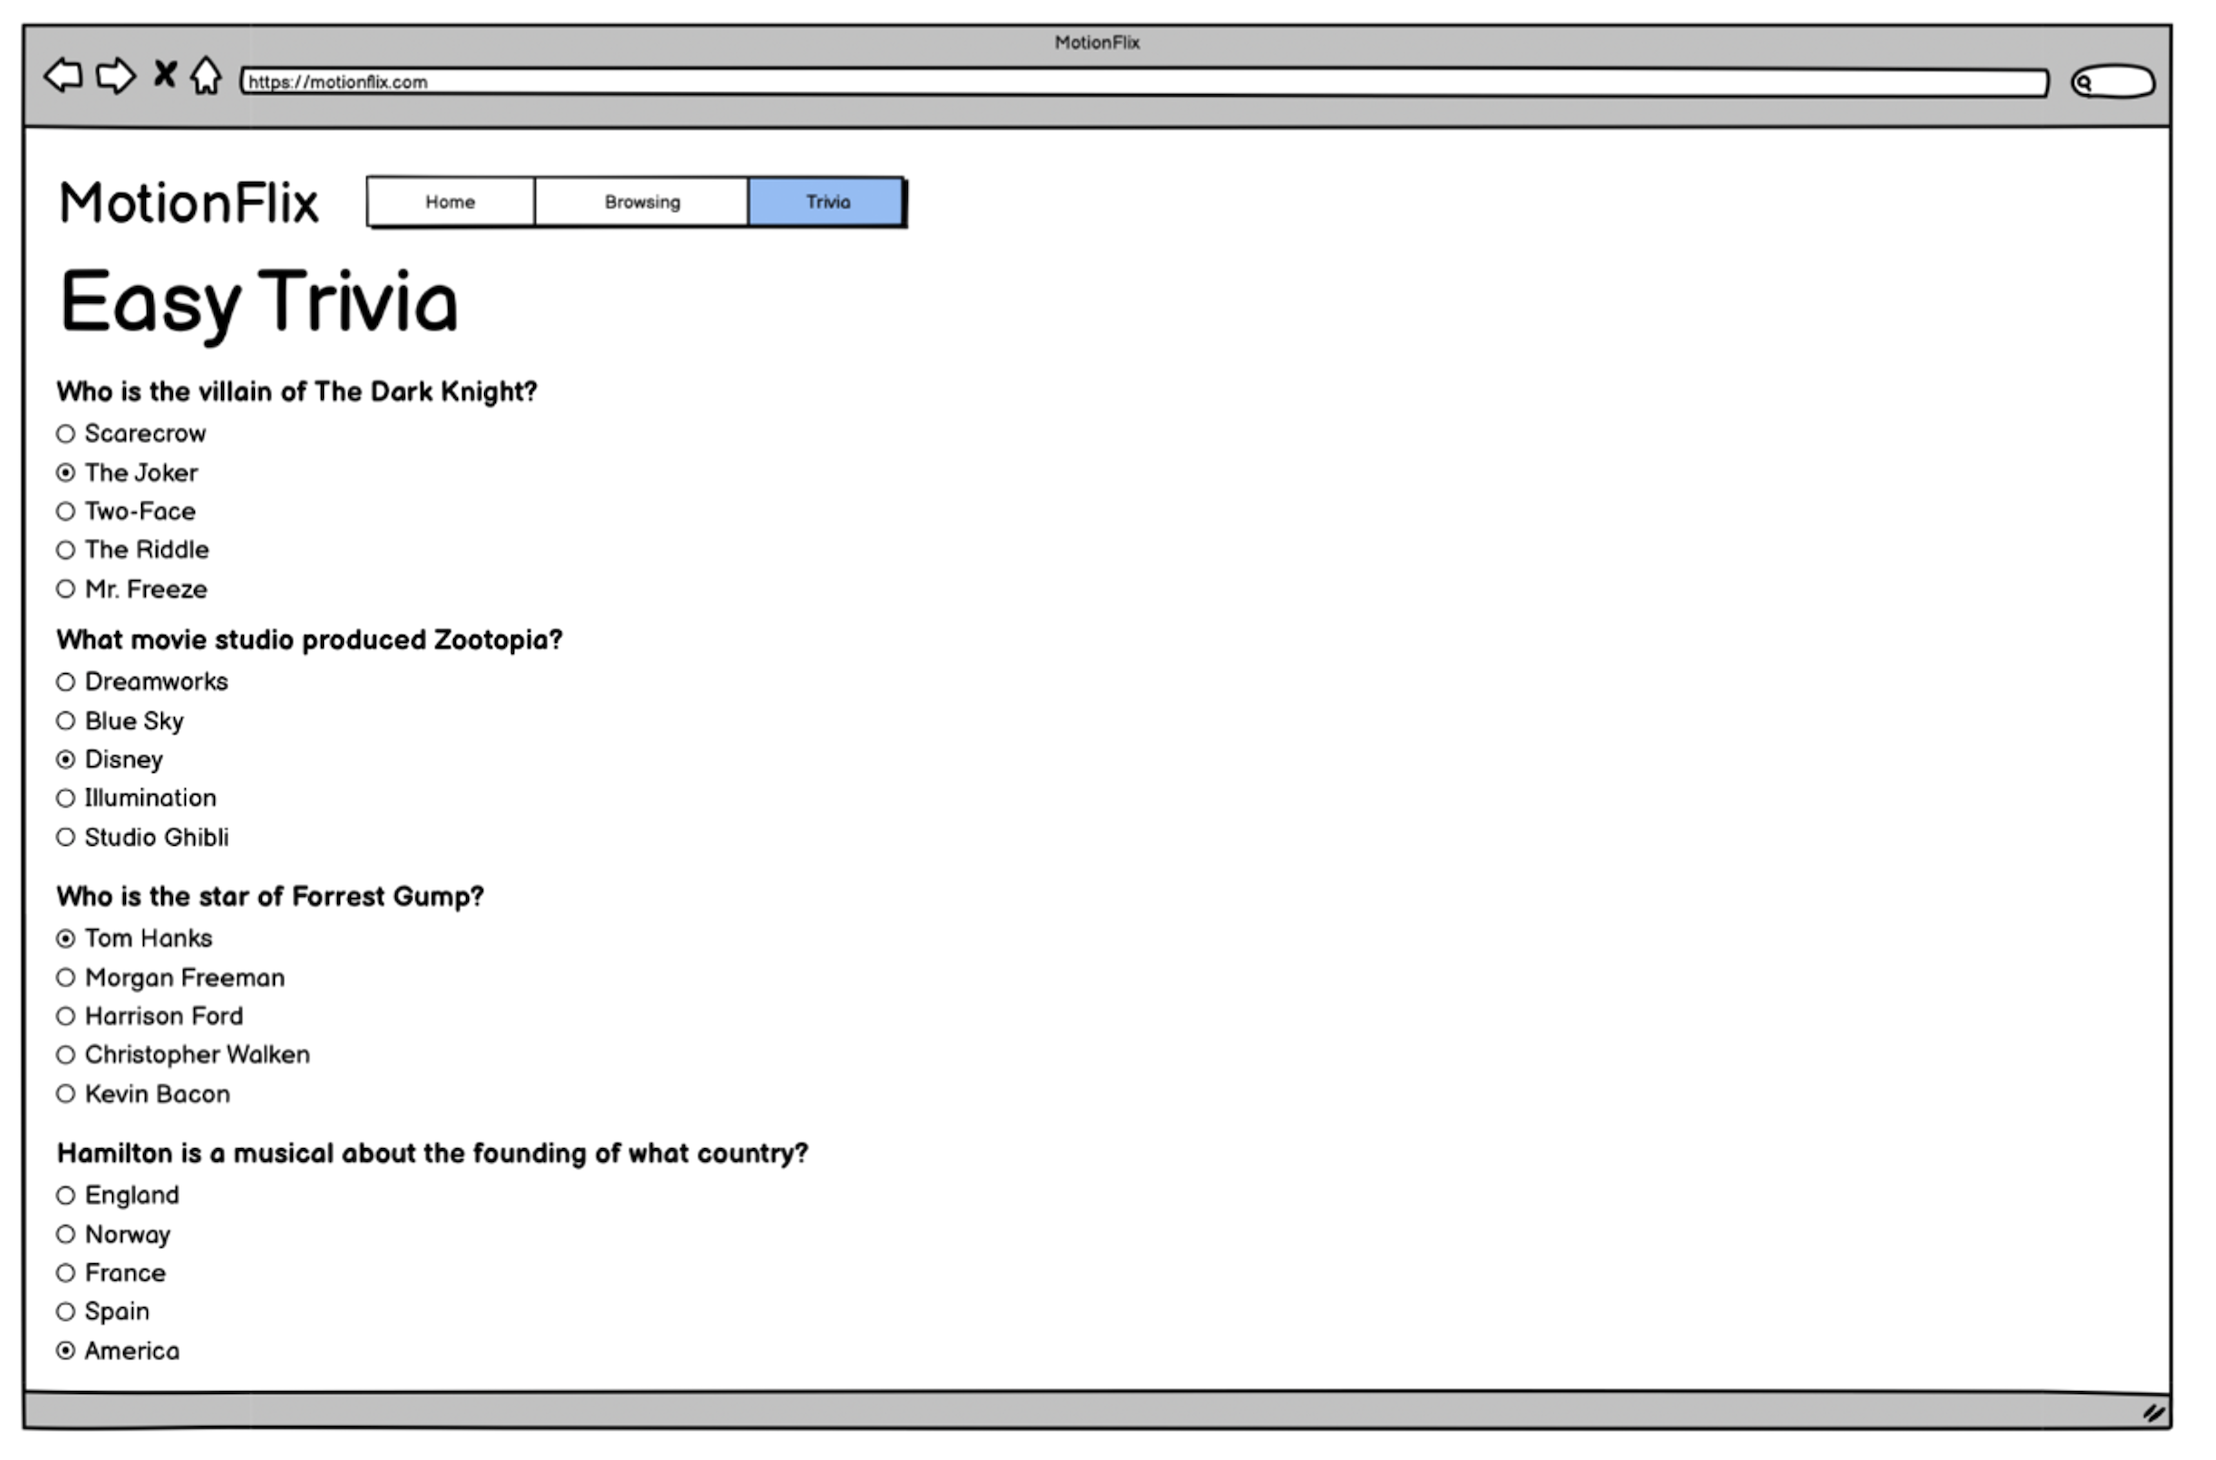 MotionFlix
https://motionflix.com
MotionFlix
Home
Browsing
Trivia
Easy Trivia
Who is the villain of The Dark Knight?
Scarecrow
The Joker
Two-Face
The Riddle
Mr. Freeze
What movie studio produced Zootopia?
Dreamworks
Blue Sky
Disney
Illumination
Studio Ghibli
Who is the star of Forrest Gump?
Tom Hanks
Morgan Freeman
Harrison Ford
Christopher Walken
Kevin Bacon
Hamilton is a musical about the founding of what country?
England
Norway
France
Spain
America